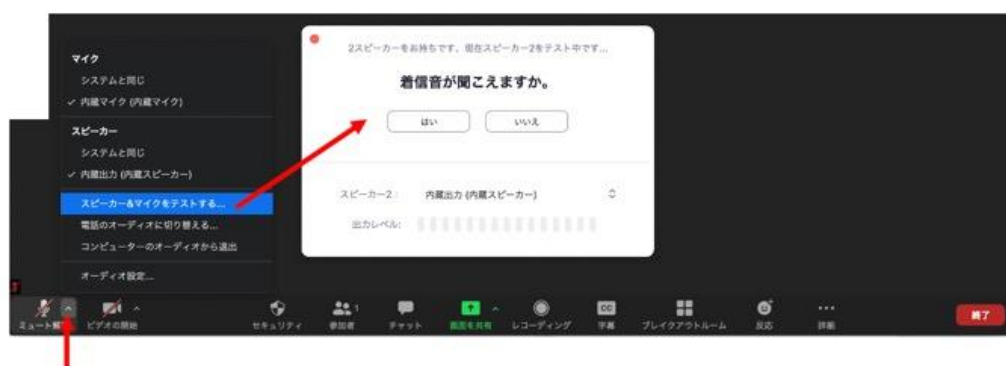 マイク
システムと同じ
✓ 内蔵マイク (内蔵マイク)
スピーカー
システムと同じ
✓ 内蔵出力 (内蔵スピーカー)
スピーカー&マイクをテストする...
電話のオーディオに切り替える...
コンピューターのオーディオから退出
オーディオ設定...
2スピーカーをお持ちです。現在スピーカー2をテスト中です...
着信音が聞こえますか。
はい いいえ
スピーカー2: 内蔵出力 (内蔵スピーカー)
出力レベル:
ミュート解 ビデオの開始 セキュリティ 参加者 1 チャット 画面を共有 レコーディング CC 字幕 ブレイクアウトルーム 反応 詳細 終了